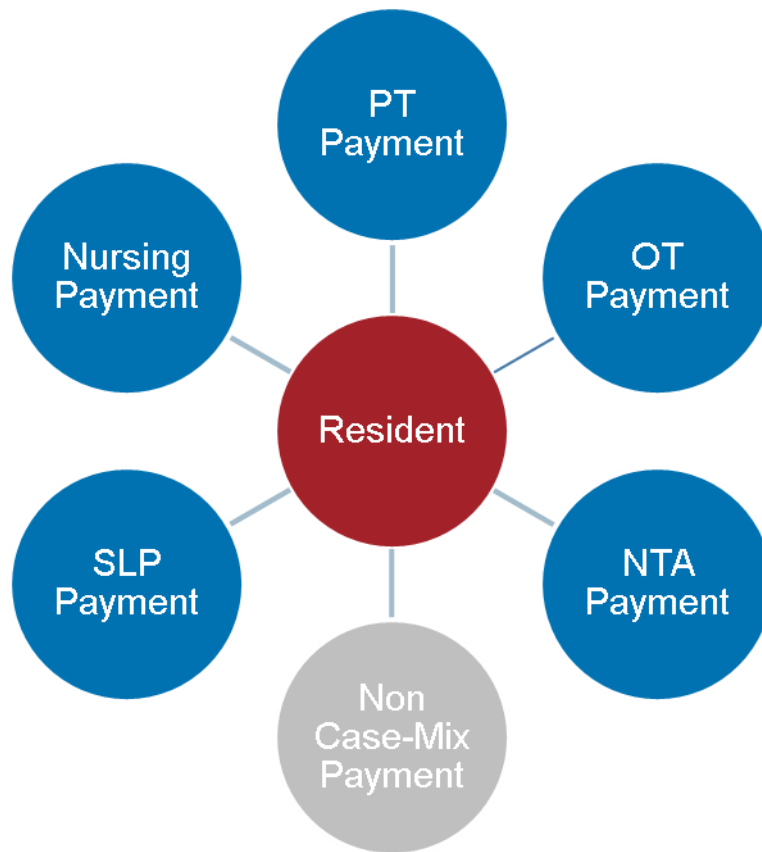 PT
Payment
OT
Payment
NTA
Payment
Non
Case-Mix
Payment
SLP
Payment
Nursing
Payment
Resident